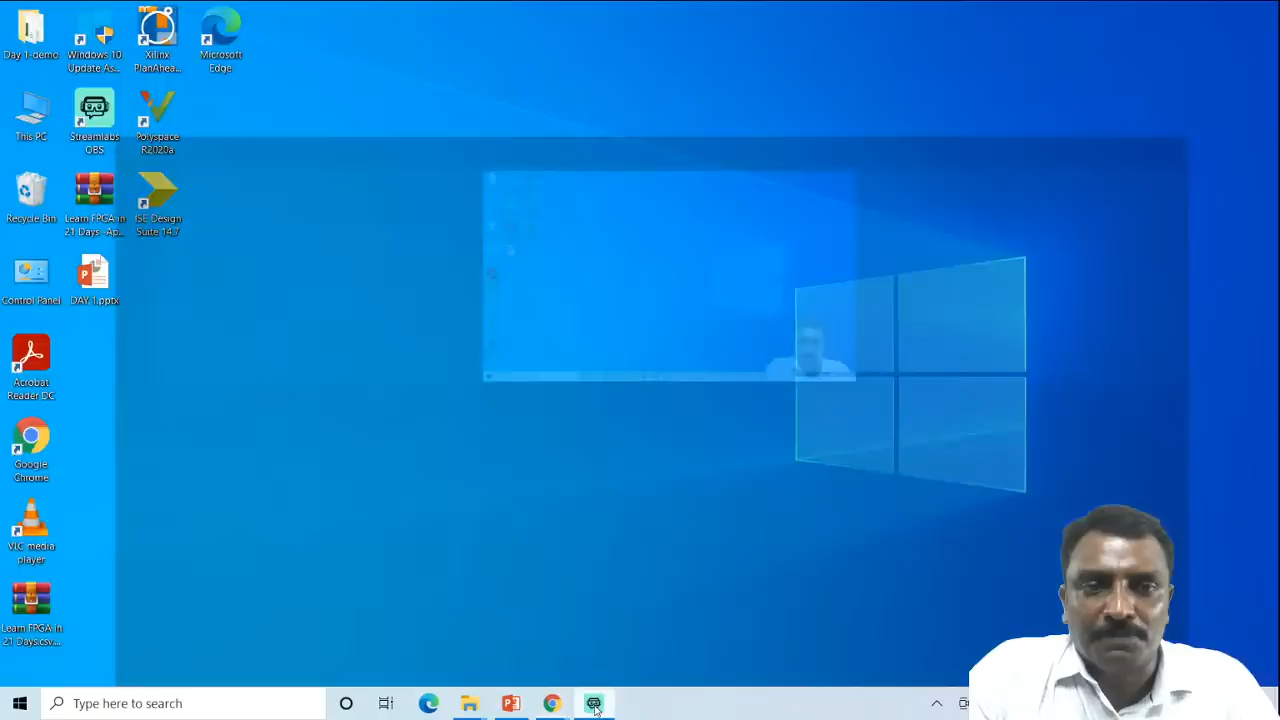 Day 1-demo
Windows 10
Update As...
Xilinx
PlanAhea...
Microsoft
Edge
This PC
Streamlabs
OBS
Polyspace
R2020a
Recycle Bin
Learn FPGA in
21 Days -Ap...
ISE Design
Suite 14.7
Control Panel
DAY 1.pptx
Acrobat
Reader DC
Google
Chrome
VLC media
player
Learn FPGA in
21 Days.csv...
Type here to search